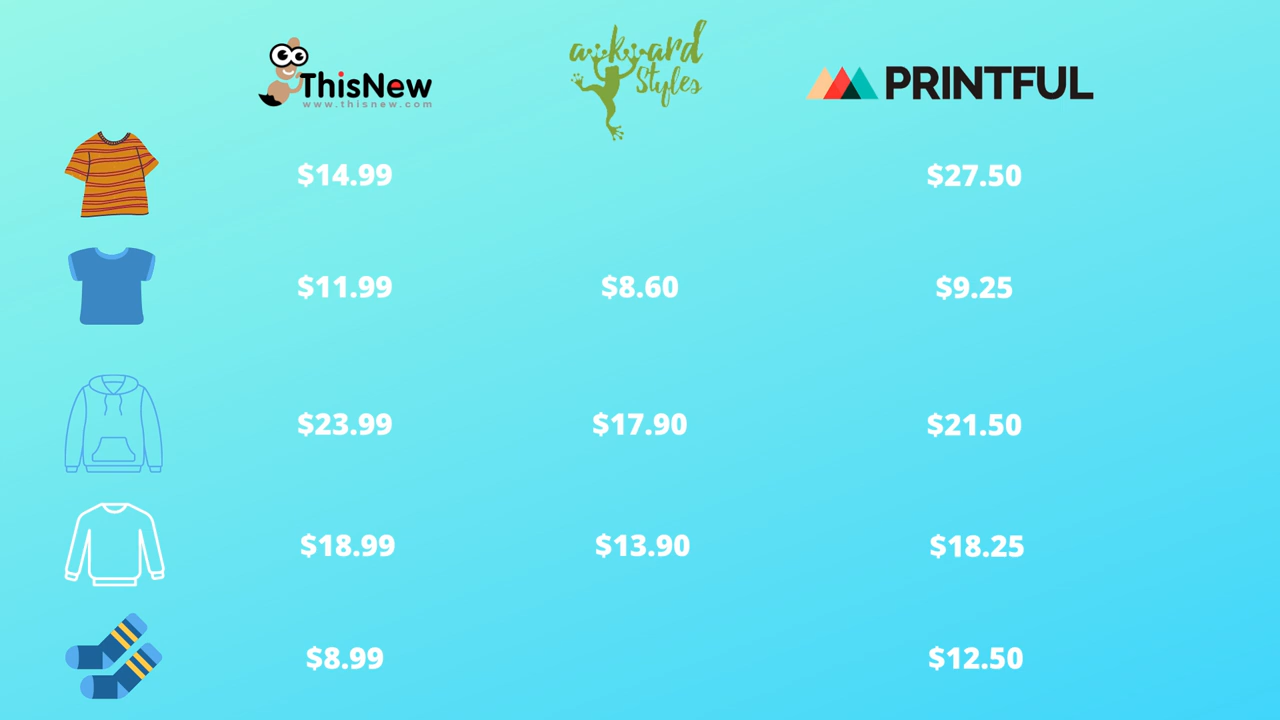 ThisNew
www.thisnew.com
awkward
Styles
PRINTFUL
$14.99 $27.50
$11.99 $8.60 $9.25
$23.99 $17.90 $21.50
$18.99 $13.90 $18.25
$8.99 $12.50